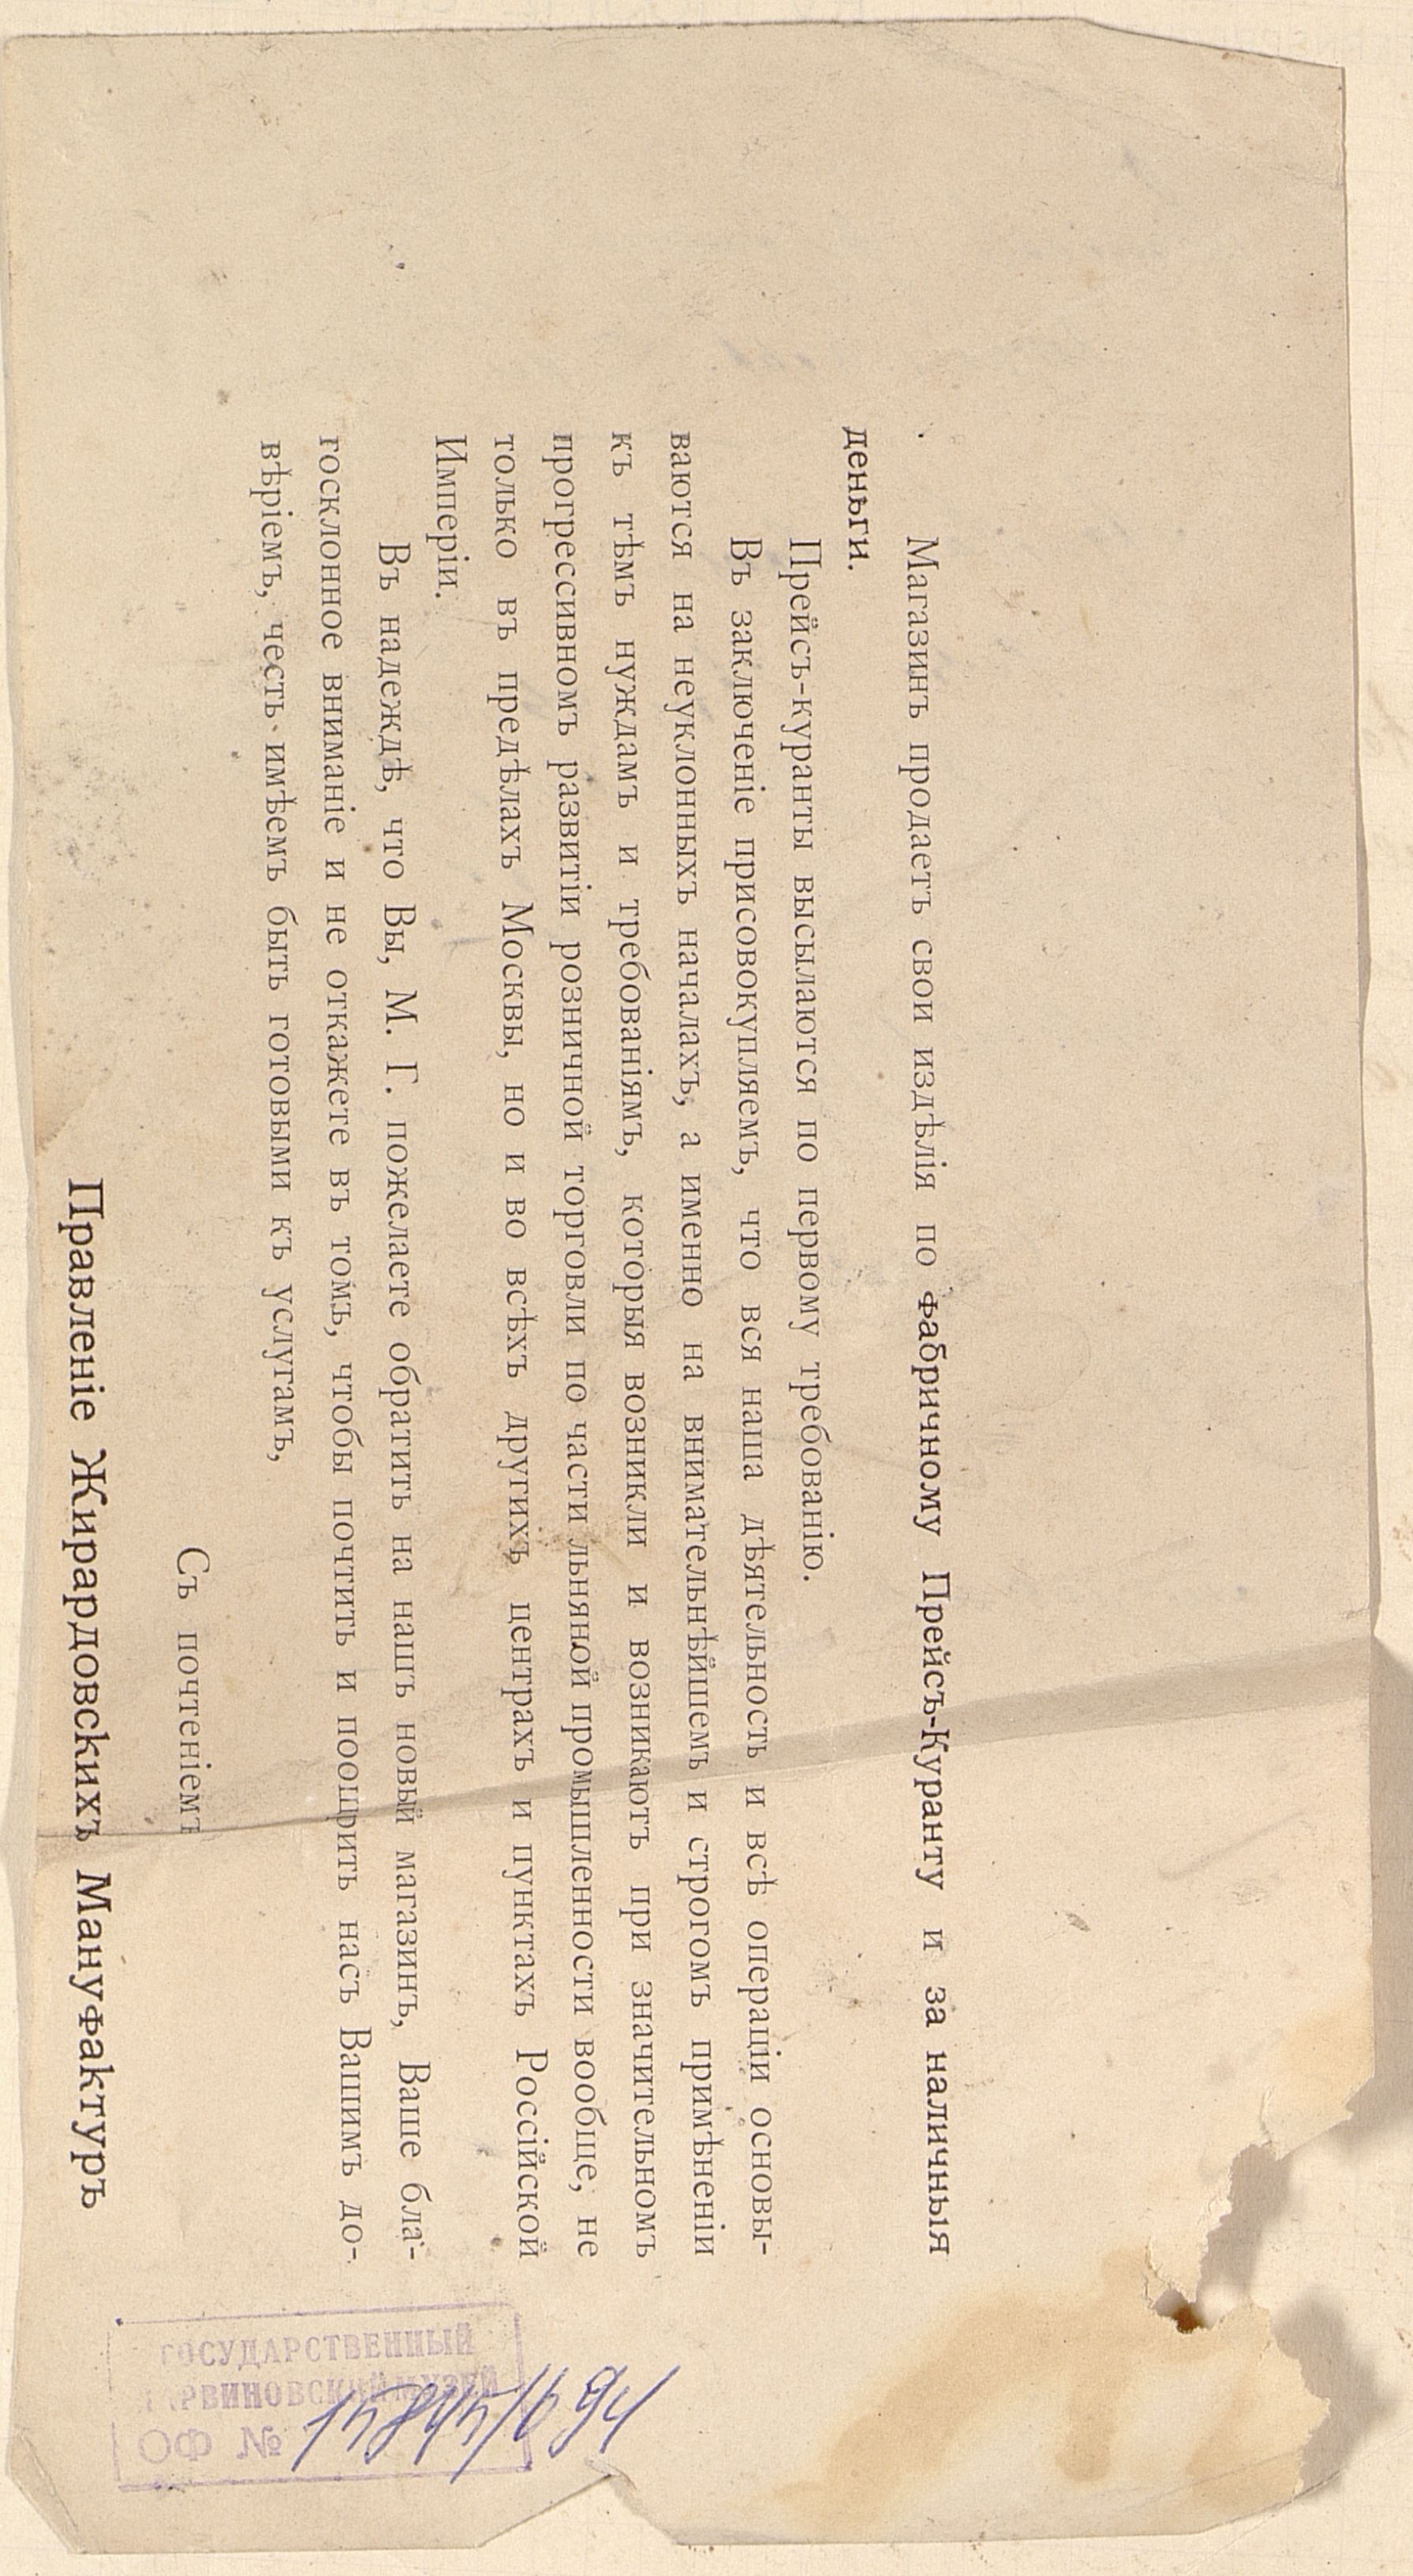 Магазинъ продаетъ свои издѣлія по фабричному Прейсъ-Куранту и за наличныя
деньги.
Прейсъ-куранты высылаются по первому требованію.
Въ заключеніе присовокупляемъ, что вся наша дѣятельность и всѣ операціи основы-
ваются на неуклонныхъ началахъ, а именно на внимательнѣйшемъ и строгомъ примѣненіи
къ тѣмъ нуждамъ и требованіямъ, которыя возникли и возникаютъ при значительномъ
прогрессивномъ развитіи розничной торговли по части льняной промышленности вообще, не
только въ предѣлахъ Москвы, но и во всѣхъ другихъ центрахъ и пунктахъ Россійской
Имперіи.
Въ надеждѣ, что Вы, М. Г. пожелаете обратить на нашъ новый магазинъ, Ваше бла-
госклонное вниманіе и не откажете въ томъ, чтобы почтить и поощрить насъ Вашимъ до-
вѣріемъ, честь имѣемъ быть готовыми къ услугамъ,
Съ почтеніемъ
Правленіе Жирардовскихъ Мануфактуръ
ГОСУДАРСТВЕННЫЙ
ДАРВИНОВСКИЙ МУЗЕЙ
ОФ №